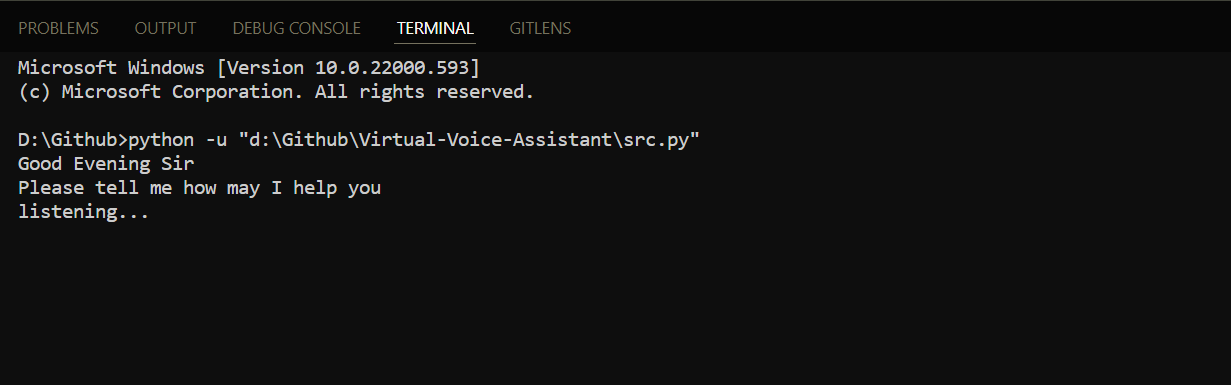 PROBLEMS OUTPUT DEBUG CONSOLE TERMINAL GITLENS
Microsoft Windows [Version 10.0.22000.593]
(c) Microsoft Corporation. All rights reserved.
D:\Github>python -u "d:\Github\Virtual-Voice-Assistant\src.py"
Good Evening Sir
Please tell me how may I help you
listening...